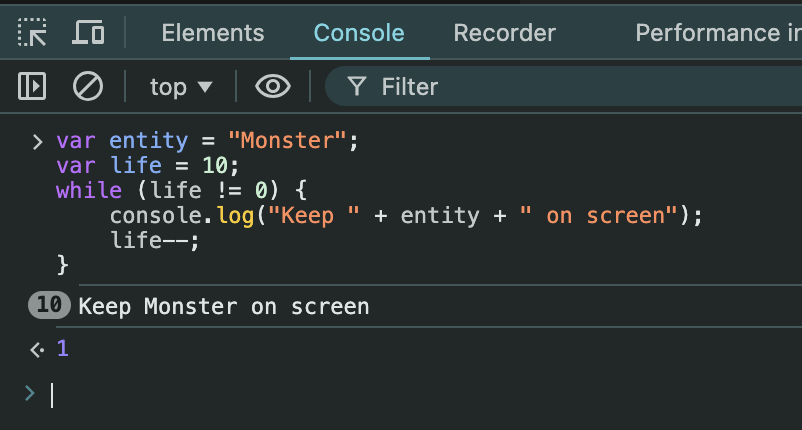 Elements Console Recorder Performance in
top Filter
var entity = "Monster";
var life = 10;
while (life != 0) {
    console.log("Keep " + entity + " on screen");
    life--;
}
10 Keep Monster on screen
1